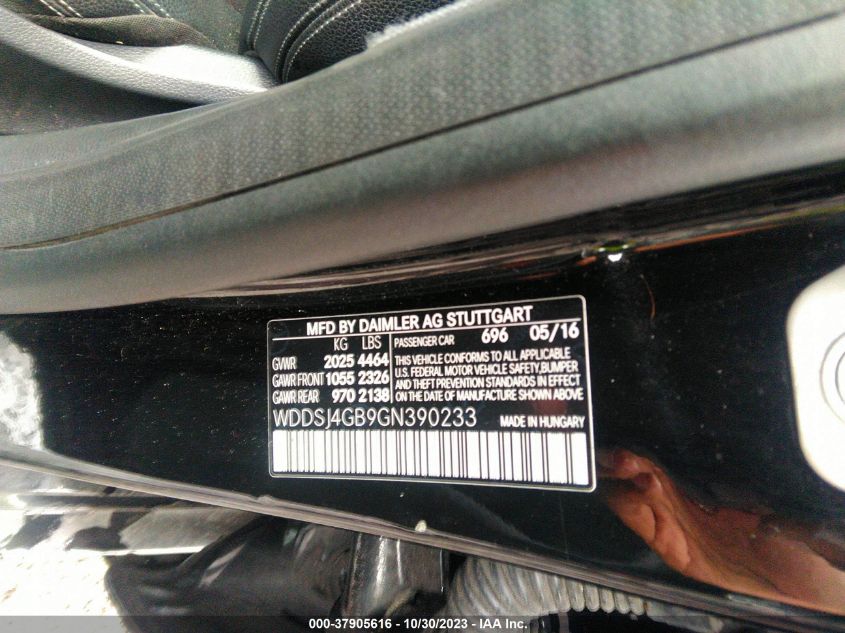 MFD BY DAIMLER AG STUTTGART
KG LBS
GVWR 2025 4464
GAWR FRONT 1055 2326
GAWR REAR 970 2138
PASSENGER CAR 696 05/16
THIS VEHICLE CONFORMS TO ALL APPLICABLE
U.S. FEDERAL MOTOR VEHICLE SAFETY,BUMPER
AND THEFT PREVENTION STANDARDS IN EFFECT
ON THE DATE OF MANUFACTURE SHOWN ABOVE
WDDSJ4GB9GN390233 MADE IN HUNGARY
000-37905616 - 10/30/2023 - © IAA Inc.